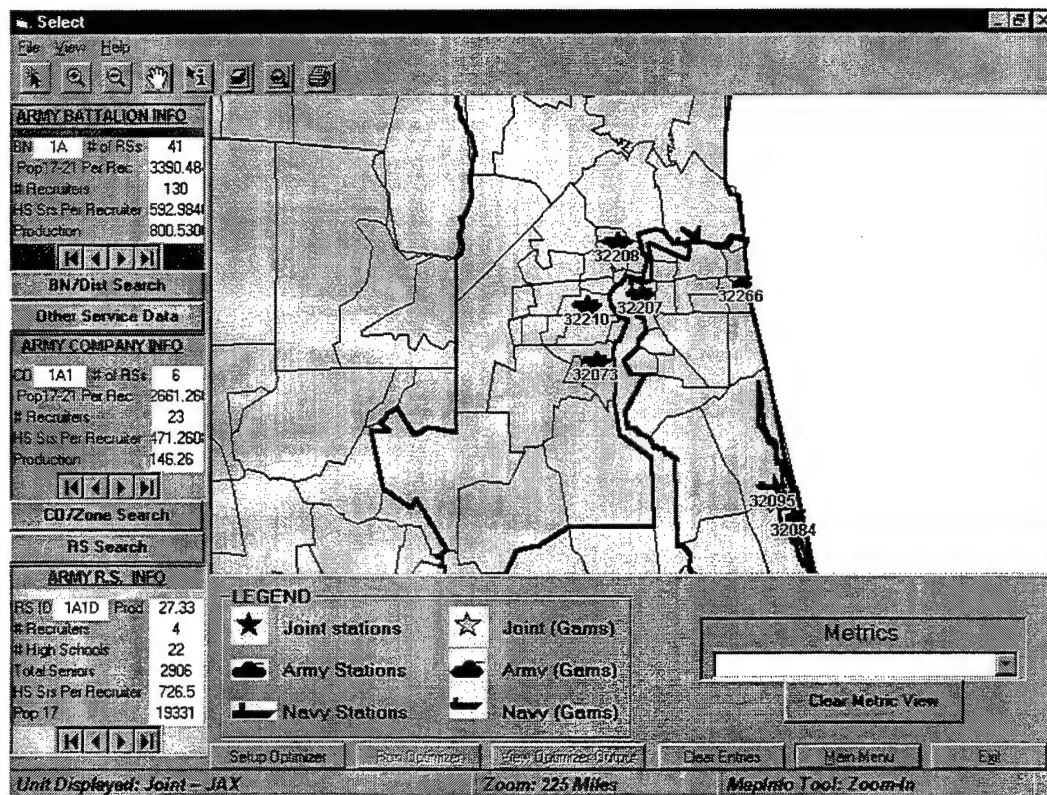 Select
File View Help
ARMY BATTALION INFO
BN 1A # of RSs 41
Pop17-21 Per Rec 3390.48
# Recruiters 130
HS Srs Per Recruiter 592.984
Production 800.530
BN/Dist Search
Other Service Data
ARMY COMPANY INFO
CO 1A1 # of RSs 6
Pop17-21 Per Rec 2661.26
# Recruiters 23
HS Srs Per Recruiter 471.260
Production 146.26
CO/Zone Search
RS Search
ARMY R.S. INFO
RS ID 1A1D Prod 27.33
# Recruiters 4
# High Schools 22
Total Seniors 2906
HS Srs Per Recruiter 726.5
Pop 17 19331
32208
32266
32207
32210
32073
32095
32084
LEGEND
Joint stations Joint (Gams)
Army Stations Army (Gams)
Navy Stations Navy (Gams)
Metrics
Clear Metric View
Setup Optimizer Run Optimizer View Optimizer Output Clear Entries Main Menu Exit
Unit Displayed: Joint - JAX Zoom: 225 Miles MapInfo Tool: Zoom-In